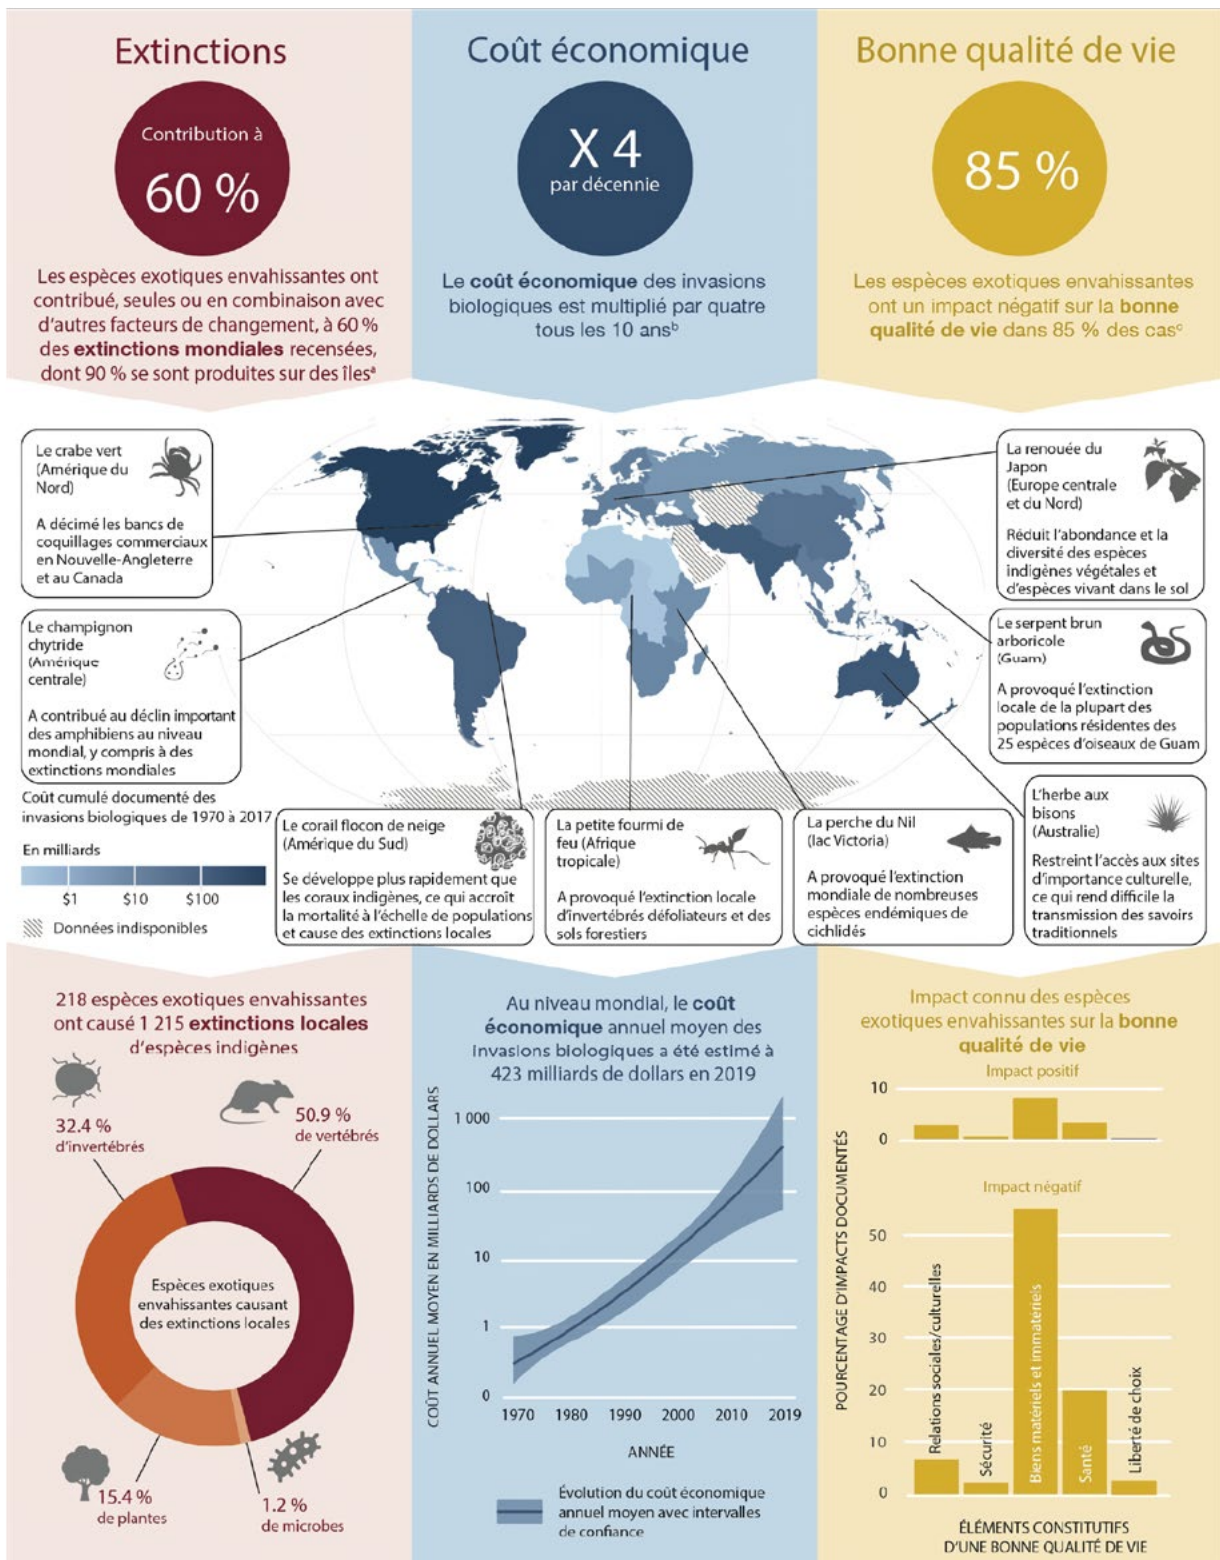 Extinctions
Contribution à
60 %
Les espèces exotiques envahissantes ont
contribué, seules ou en combinaison avec
d'autres facteurs de changement, à 60 %
des extinctions mondiales recensées,
dont 90 % se sont produites sur des îlesª
Coût économique
X 4
par décennie
Le coût économique des invasions
biologiques est multiplié par quatre
tous les 10 ansᵇ
Bonne qualité de vie
85 %
Les espèces exotiques envahissantes
ont un impact négatif sur la bonne
qualité de vie dans 85 % des casᶜ
Le crabe vert
(Amérique du
Nord)
A décimé les bancs de
coquillages commerciaux
en Nouvelle-Angleterre
et au Canada
Le champignon
chytride
(Amérique
centrale)
A contribué au déclin important
des amphibiens au niveau
mondial, y compris à des
extinctions mondiales
La renouée du
Japon
(Europe centrale
et du Nord)
Réduit l'abondance et la
diversité des espèces
indigènes végétales et
d'espèces vivant dans le sol
Le serpent brun
arboricole
(Guam)
A provoqué l'extinction
locale de la plupart des
populations résidentes des
25 espèces d'oiseaux de Guam
Coût cumulé documenté des
invasions biologiques de 1970 à 2017
En milliards
$1 $10 $100
Données indisponibles
Le corail flocon de neige
(Amérique du Sud)
Se développe plus rapidement que
les coraux indigènes, ce qui accroît
la mortalité à l'échelle de populations
et cause des extinctions locales
La petite fourmi de
feu (Afrique
tropicale)
A provoqué l'extinction locale
d'invertébrés défoliateurs et des
sols forestiers
La perche du Nil
(lac Victoria)
A provoqué l'extinction
mondiale de nombreuses
espèces endémiques de
cichlidés
L'herbe aux
bisons
(Australie)
Restreint l'accès aux sites
d'importance culturelle,
ce qui rend difficile la
transmission des savoirs
traditionnels
218 espèces exotiques envahissantes
ont causé 1 215 extinctions locales
d'espèces indigènes
32.4 %
d'invertébrés
50.9 %
de vertébrés
Espèces exotiques
envahissantes causant
des extinctions locales
15.4 %
de plantes
1.2 %
de microbes
Au niveau mondial, le coût
économique annuel moyen des
invasions biologiques a été estimé à
423 milliards de dollars en 2019
COÛT ANNUEL MOYEN EN MILLIARDS DE DOLLARS
1 000
100
10
1
0
1970 1980 1990 2000 2010 2019
ANNÉE
Évolution du coût économique
annuel moyen avec intervalles
de confiance
Impact connu des espèces
exotiques envahissantes sur la bonne
qualité de vie
Impact positif
10
0
POURCENTAGE D'IMPACTS DOCUMENTÉS
Impact négatif
50
40
30
20
10
0
Relations sociales/culturelles
Sécurité
Biens matériels et immatériels
Santé
Liberté de choix
ÉLÉMENTS CONSTITUTIFS
D'UNE BONNE QUALITÉ DE VIE